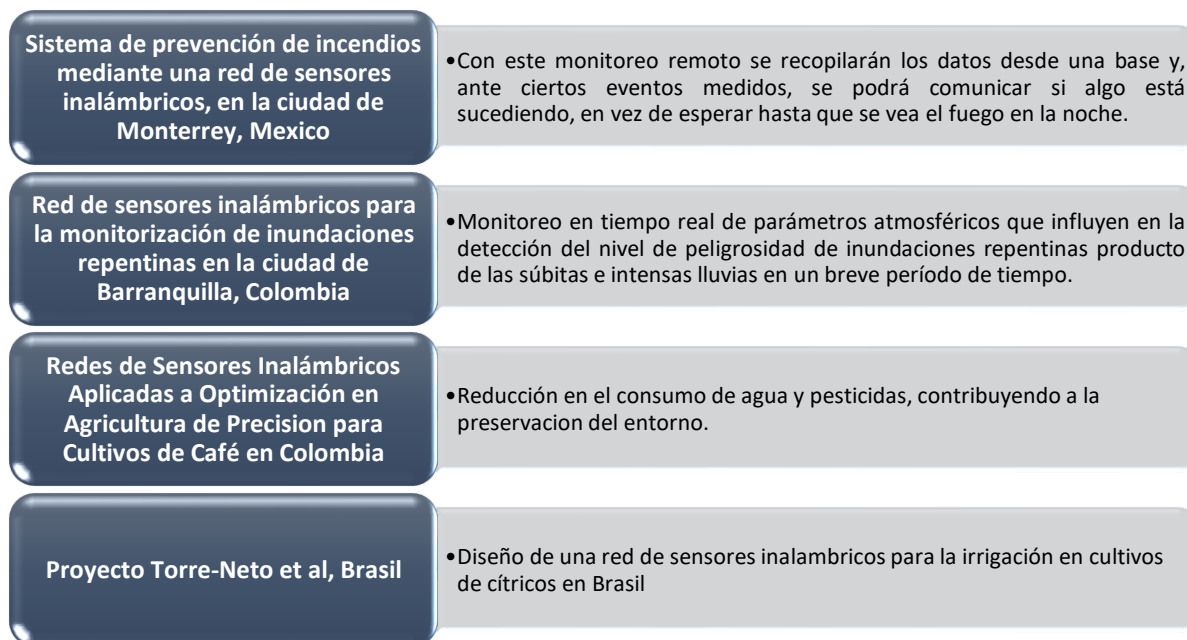 Sistema de prevención de incendios
mediante una red de sensores
inalámbricos, en la ciudad de
Monterrey, Mexico
•Con este monitoreo remoto se recopilarán los datos desde una base y,
ante ciertos eventos medidos, se podrá comunicar si algo está
sucediendo, en vez de esperar hasta que se vea el fuego en la noche.
Red de sensores inalámbricos para
la monitorización de inundaciones
repentinas en la ciudad de
Barranquilla, Colombia
•Monitoreo en tiempo real de parámetros atmosféricos que influyen en la
detección del nivel de peligrosidad de inundaciones repentinas producto
de las súbitas e intensas lluvias en un breve período de tiempo.
Redes de Sensores Inalámbricos
Aplicadas a Optimización en
Agricultura de Precision para
Cultivos de Café en Colombia
•Reducción en el consumo de agua y pesticidas, contribuyendo a la
preservacion del entorno.
Proyecto Torre-Neto et al, Brasil
•Diseño de una red de sensores inalambricos para la irrigación en cultivos
de cítricos en Brasil